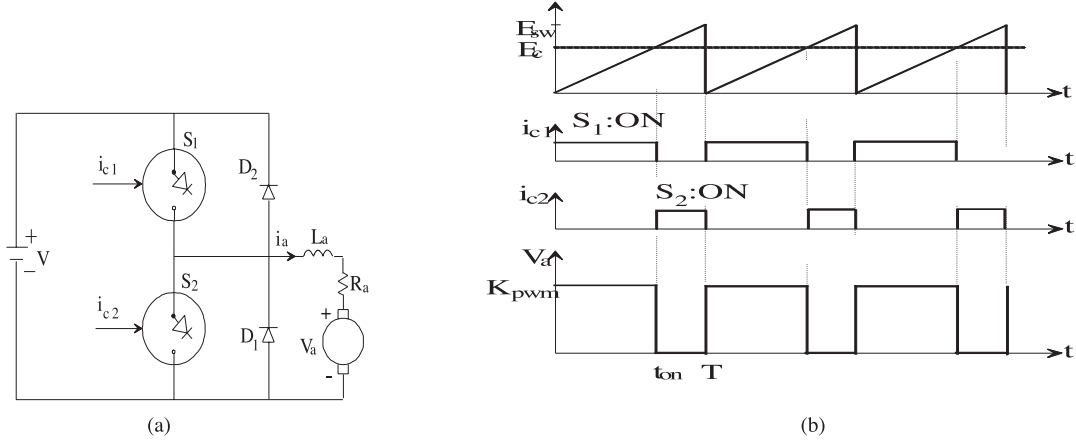 S1
ic1
D2
+
V
–
ia
La
S2
Ra
ic2
D1
+
Va
-
(a)
Esw
Ec
t
ic1
S1:ON
t
ic2
S2:ON
t
Va
Kpwm
t
ton
T
(b)